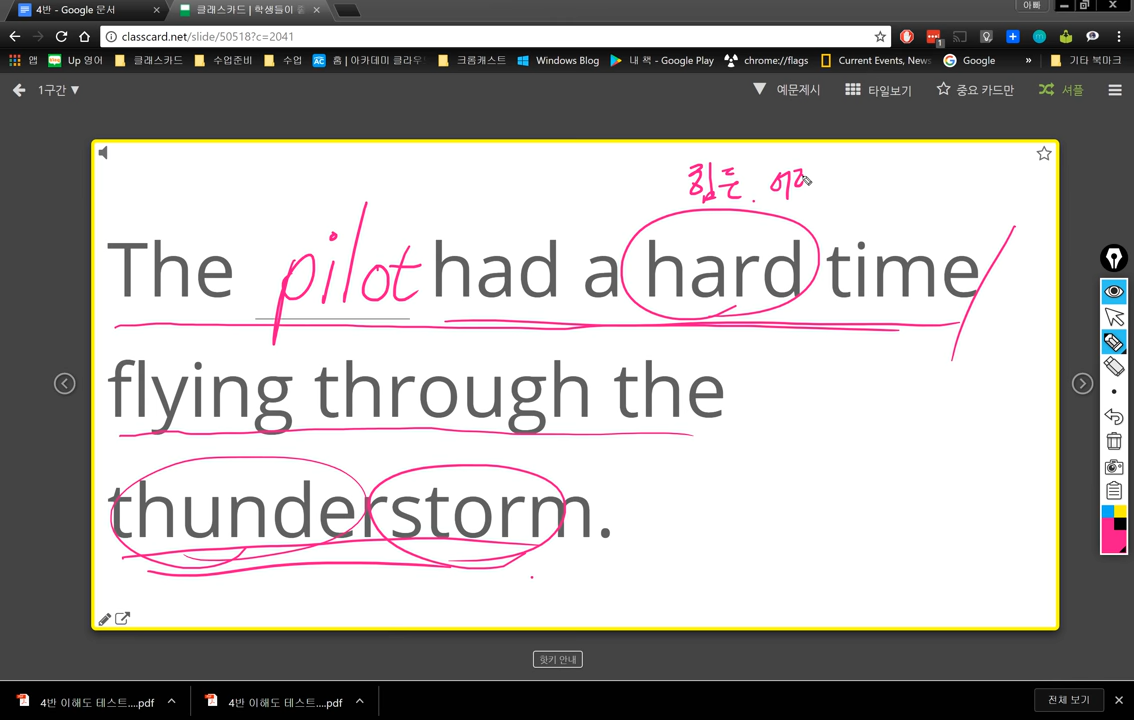 4반 - Google 문서
클래스카드 | 학생들이 좋
아빠
classcard.net/slide/50518?c=2041
앱 Up 영어 클래스카드 수업준비 수업 홈 | 아카데미 클라우 크롬캐스트 Windows Blog 내 책 - Google Play chrome://flags Current Events, News Google » 기타 북마크
1구간 ▼ ▼ 예문제시 타일보기 중요 카드만 셔플
힘든.
The pilot had a hard time/
flying through the
thunderstorm.
핫키 안내
4반 이해도 테스트....pdf 4반 이해도 테스트....pdf 전체 보기